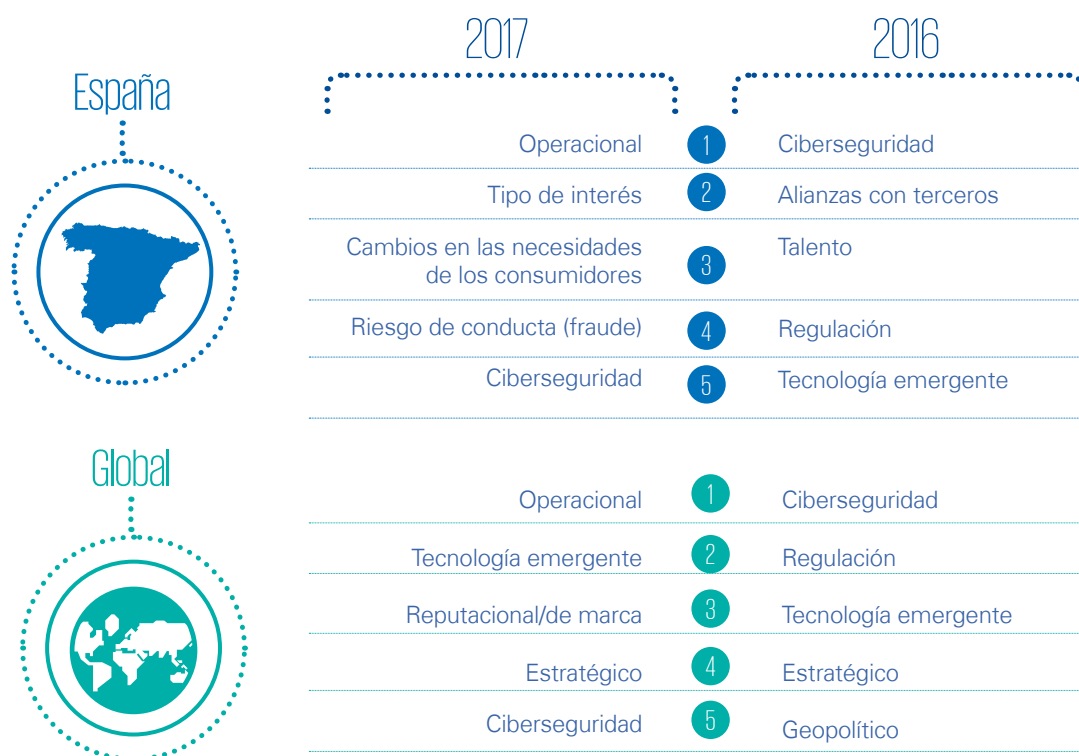 2017 2016
España
Operacional 1 Ciberseguridad
Tipo de interés 2 Alianzas con terceros
Cambios en las necesidades
de los consumidores 3 Talento
Riesgo de conducta (fraude) 4 Regulación
Ciberseguridad 5 Tecnología emergente
Global
Operacional 1 Ciberseguridad
Tecnología emergente 2 Regulación
Reputacional/de marca 3 Tecnología emergente
Estratégico 4 Estratégico
Ciberseguridad 5 Geopolítico